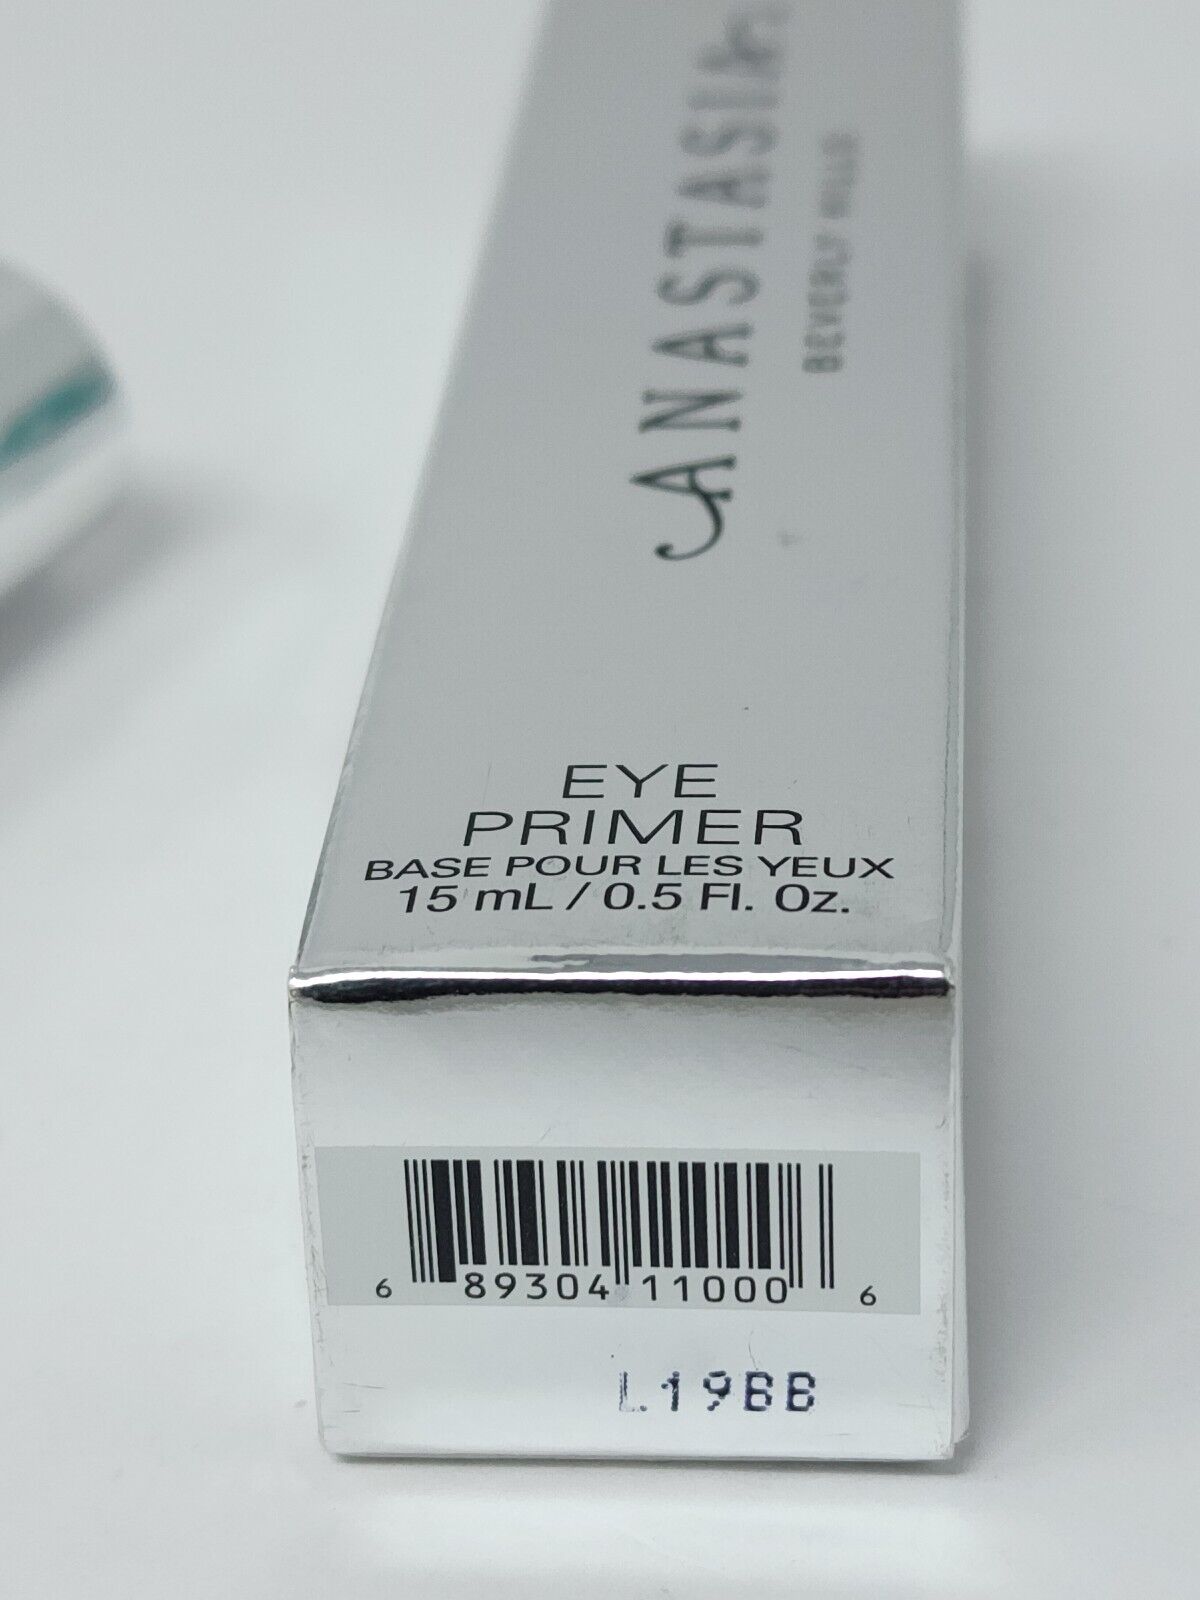 ANASTASIA
BEVERLY HILLS
EYE
PRIMER
BASE POUR LES YEUX
15 mL / 0.5 Fl. Oz.
6 89304 11000 6
L1966